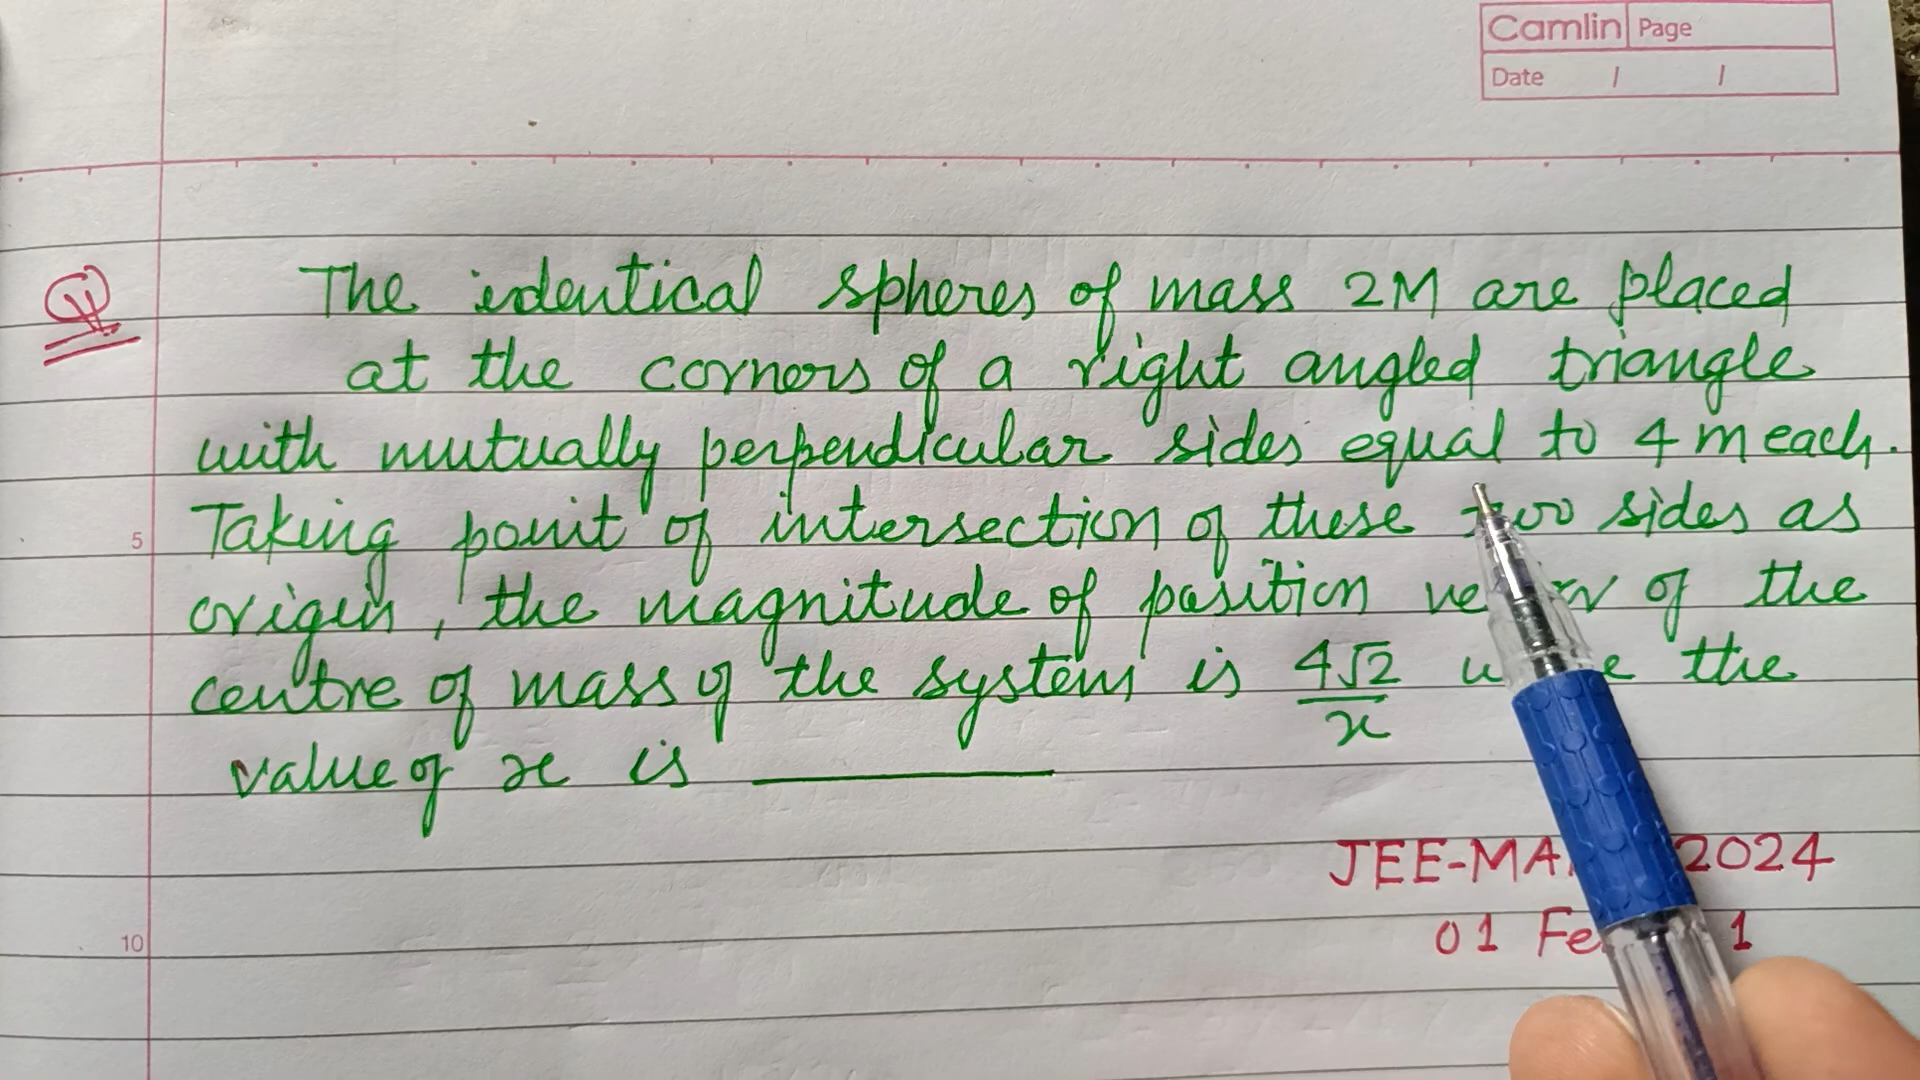 Camlin Page
Date / /
Q
The identical spheres of mass 2M are placed
at the corners of a right angled triangle
with mutually perpendicular sides equal to 4 m each.
5 Taking point of intersection of these two sides as
origin, the magnitude of position of the
centre of mass of the system is 4√2/x the
value of x is ________
JEE-MA 2024
10 01 Fe 1